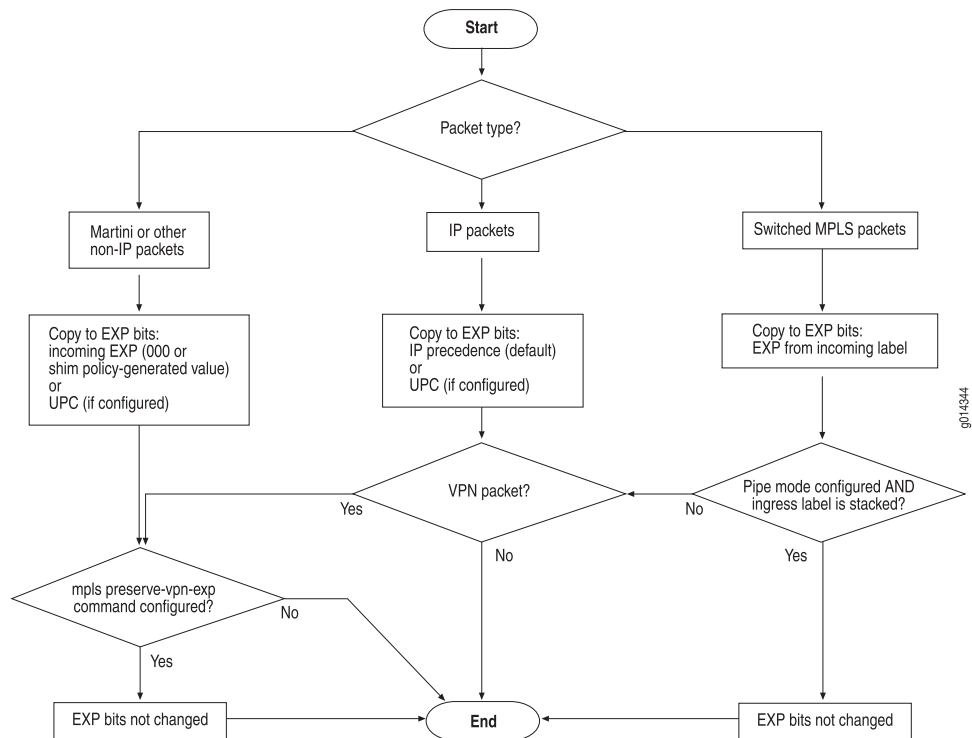 Start
Packet type?
Martini or other
non-IP packets
IP packets
Switched MPLS packets
Copy to EXP bits:
incoming EXP (000 or
shim policy-generated value)
or
UPC (if configured)
Copy to EXP bits:
IP precedence (default)
or
UPC (if configured)
Copy to EXP bits:
EXP from incoming label
g014344
VPN packet?
Yes
No
Pipe mode configured AND
ingress label is stacked?
No
Yes
mpls preserve-vpn-exp
command configured?
No
Yes
EXP bits not changed
End
EXP bits not changed